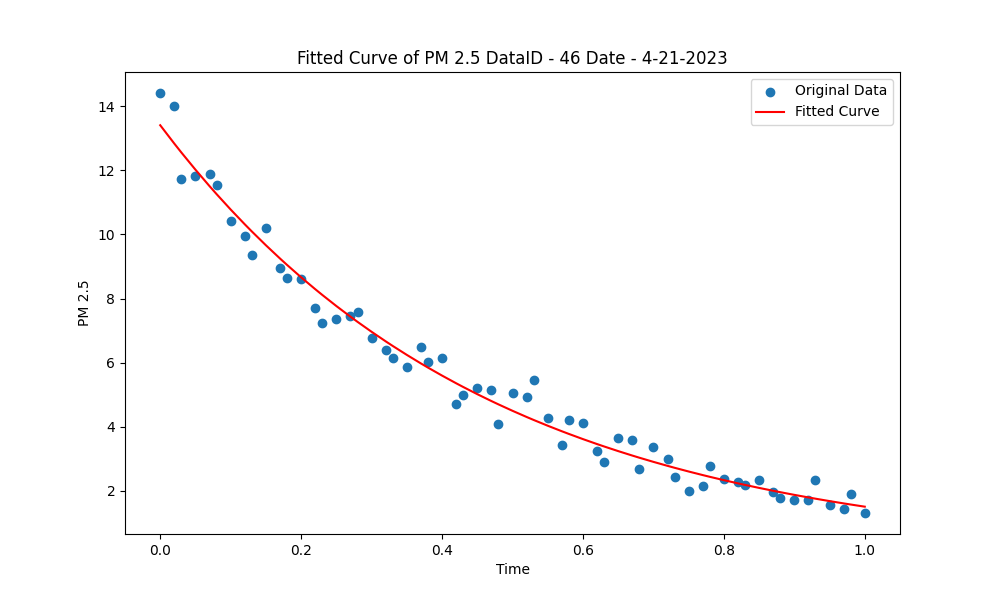 Fitted Curve of PM 2.5 DataID - 46 Date - 4-21-2023
Original Data
Fitted Curve
14
12
10
8
6
4
2
PM 2.5
0.0 0.2 0.4 0.6 0.8 1.0
Time